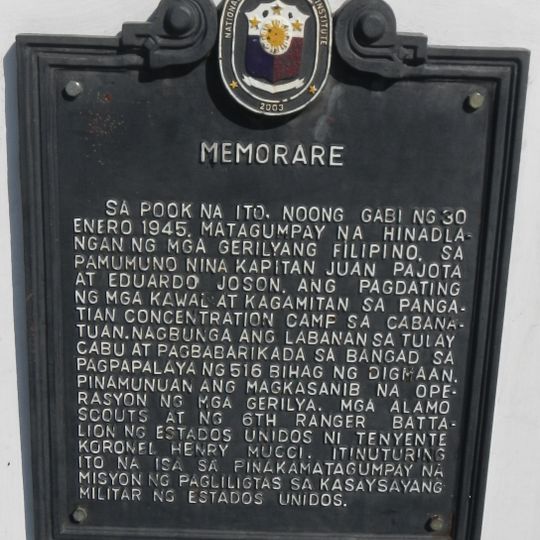 NATIONAL INSTITUTE
2003
MEMORARE
SA POOK NA ITO, NOONG GABI NG 30
ENERO 1945, MATAGUMPAY NA HINADLA-
NGAN NG MGA GERILYANG FILIPINO, SA
PAMUMUNO NINA KAPITAN JUAN PAJOTA
AT EDUARDO JOSON, ANG PAGDATING
NG MGA KAWAL AT KAGAMITAN SA PANGA-
TIAN CONCENTRATION CAMP SA CABANA-
TUAN. NAGBUNGA ANG LABANAN SA TULAY
CABU AT PAGBABARIKADA SA BANGAD SA
PAGPAPALAYA NG 516 BIHAG NG DIGMAAN.
PINAMUNUAN ANG MAGKASANIB NA OPE-
RASYON NG MGA GERILYA, MGA ALAMO
SCOUTS AT NG 6TH RANGER BATTA-
LION NG ESTADOS UNIDOS NI TENYENTE
KORONEL HENRY MUCCI. ITINUTURING
ITO NA ISA SA PINAKAMATAGUMPAY NA
MISYON NG PAGLILIGTAS SA KASAYSAYANG
MILITAR NG ESTADOS UNIDOS.